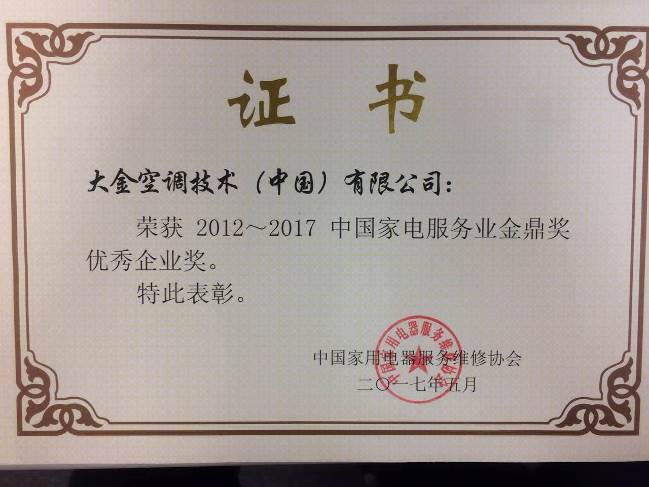 证书
大金空调技术（中国）有限公司：
荣获 2012～2017 中国家电服务业金鼎奖
优秀企业奖。
特此表彰。
中国家用电器服务维修协会
二〇一七年五月
中国家用电器服务维修协会